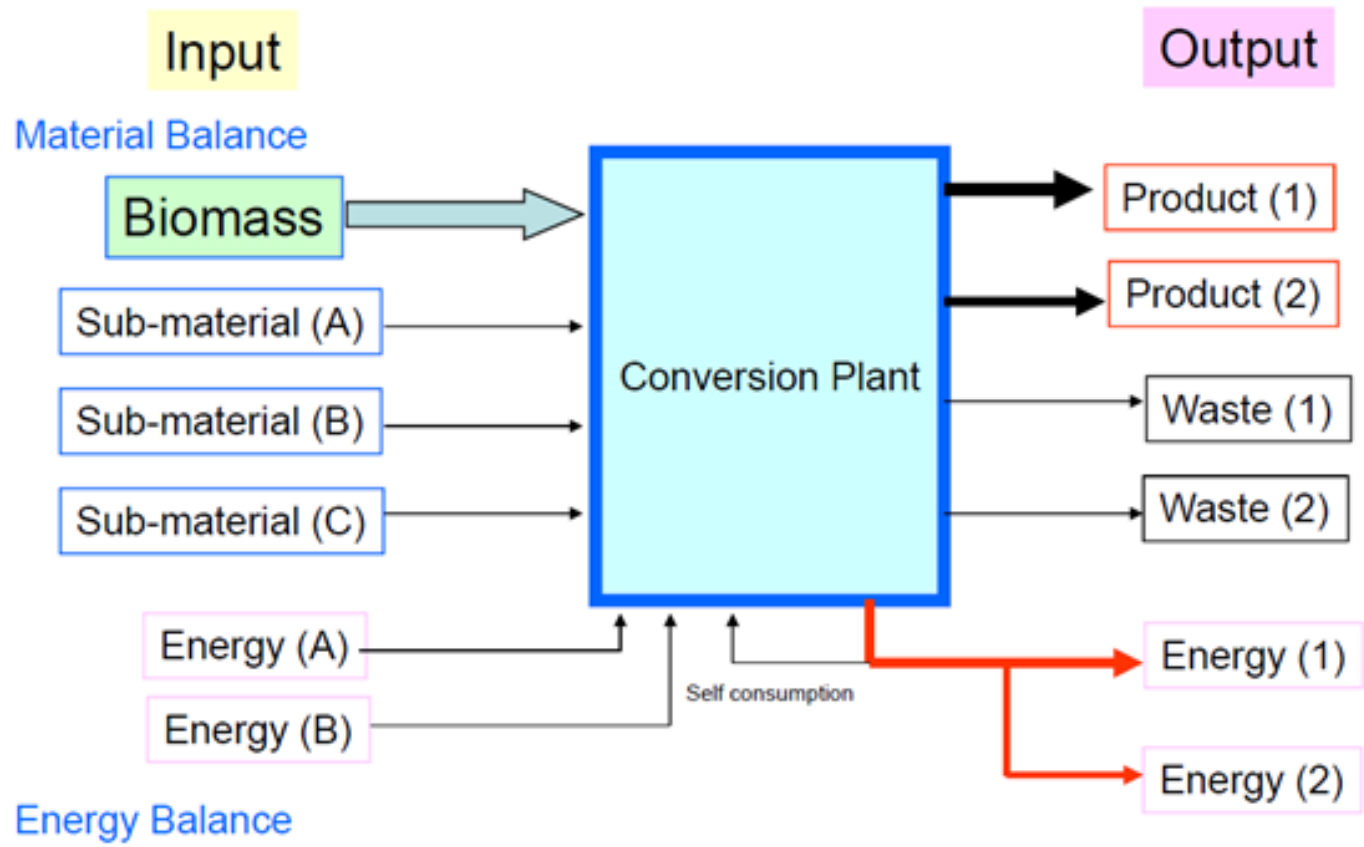 Input
Output
Material Balance
Biomass
Product (1)
Sub-material (A)
Product (2)
Conversion Plant
Sub-material (B)
Waste (1)
Sub-material (C)
Waste (2)
Energy (A)
Energy (1)
Self consumption
Energy (B)
Energy (2)
Energy Balance